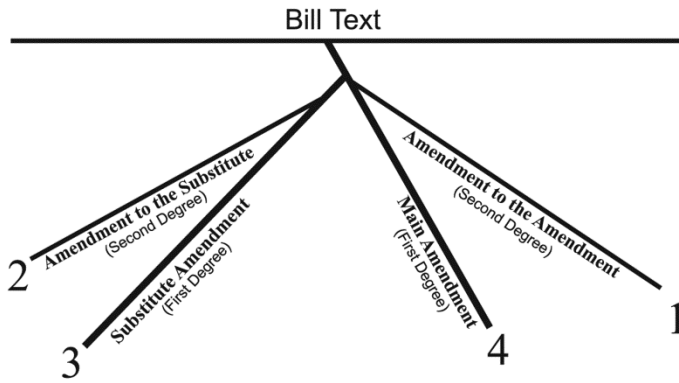 Bill Text
Amendment to the Substitute
(Second Degree)
2
Substitute Amendment
(First Degree)
3
Main Amendment
(First Degree)
4
Amendment to the Amendment
(Second Degree)
1